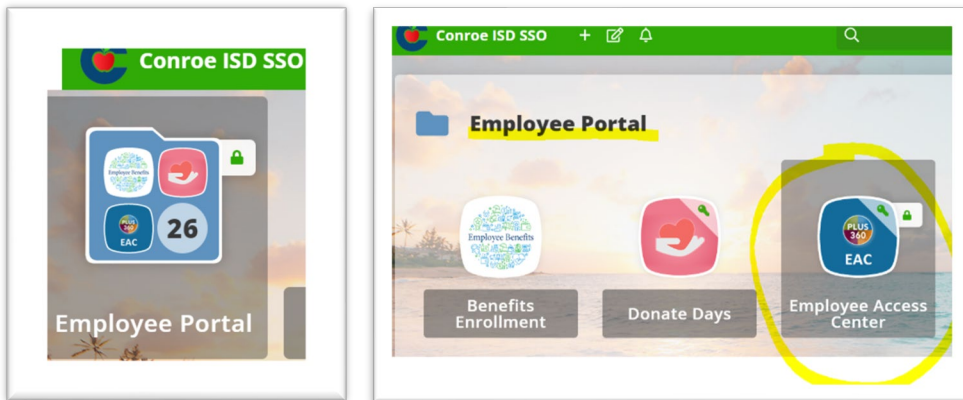 Conroe ISD SSO
Employee Benefits
PLUS
360
EAC
26
Employee Portal
Conroe ISD SSO
Employee Portal
Employee Benefits
PLUS
360
EAC
Benefits
Enrollment
Donate Days
Employee Access
Center